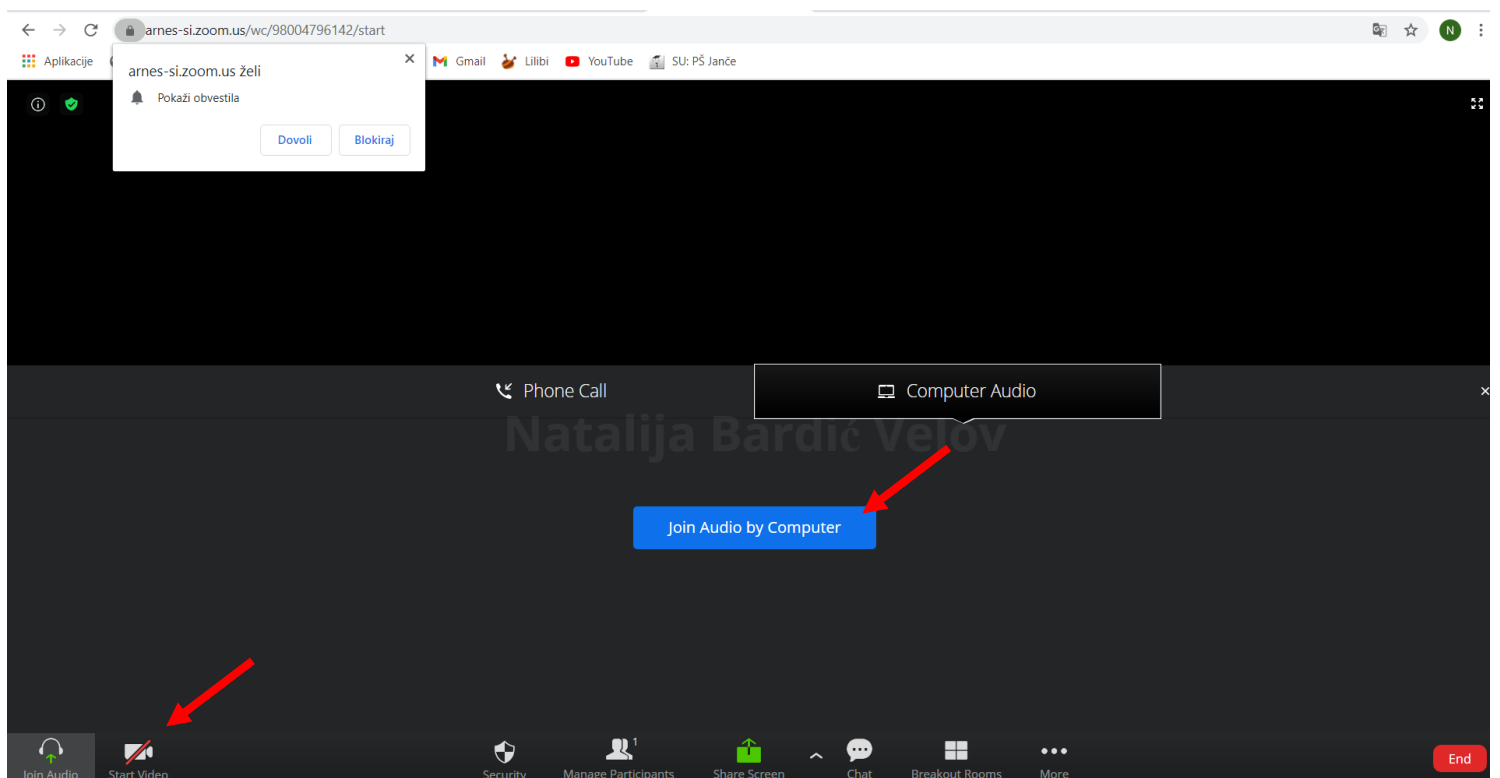 arnes-si.zoom.us/wc/98004796142/start
N
Aplikacije
Gmail
Lilibi
YouTube
SU: PŠ Janče
arnes-si.zoom.us želi
Pokaži obvestila
Dovoli
Blokiraj
Phone Call
Computer Audio
Natalija Bardić Velov
Join Audio by Computer
1
Join Audio
Start Video
Security
Manage Participants
Share Screen
Chat
Breakout Rooms
More
End